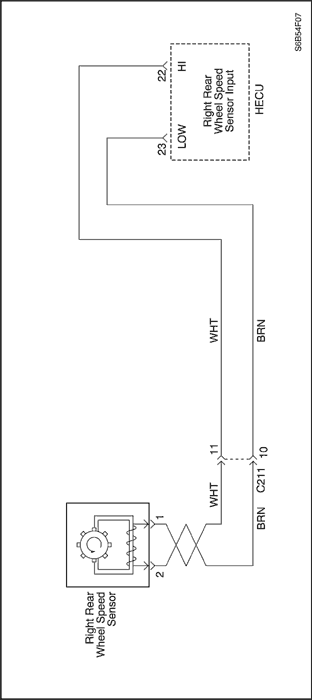 S6B54F07
22
HI
23
LOW
Right Rear
Wheel Speed
Sensor Input
HECU
WHT
BRN
11
10
C211
WHT
BRN
1
2
Right Rear
Wheel Speed
Sensor